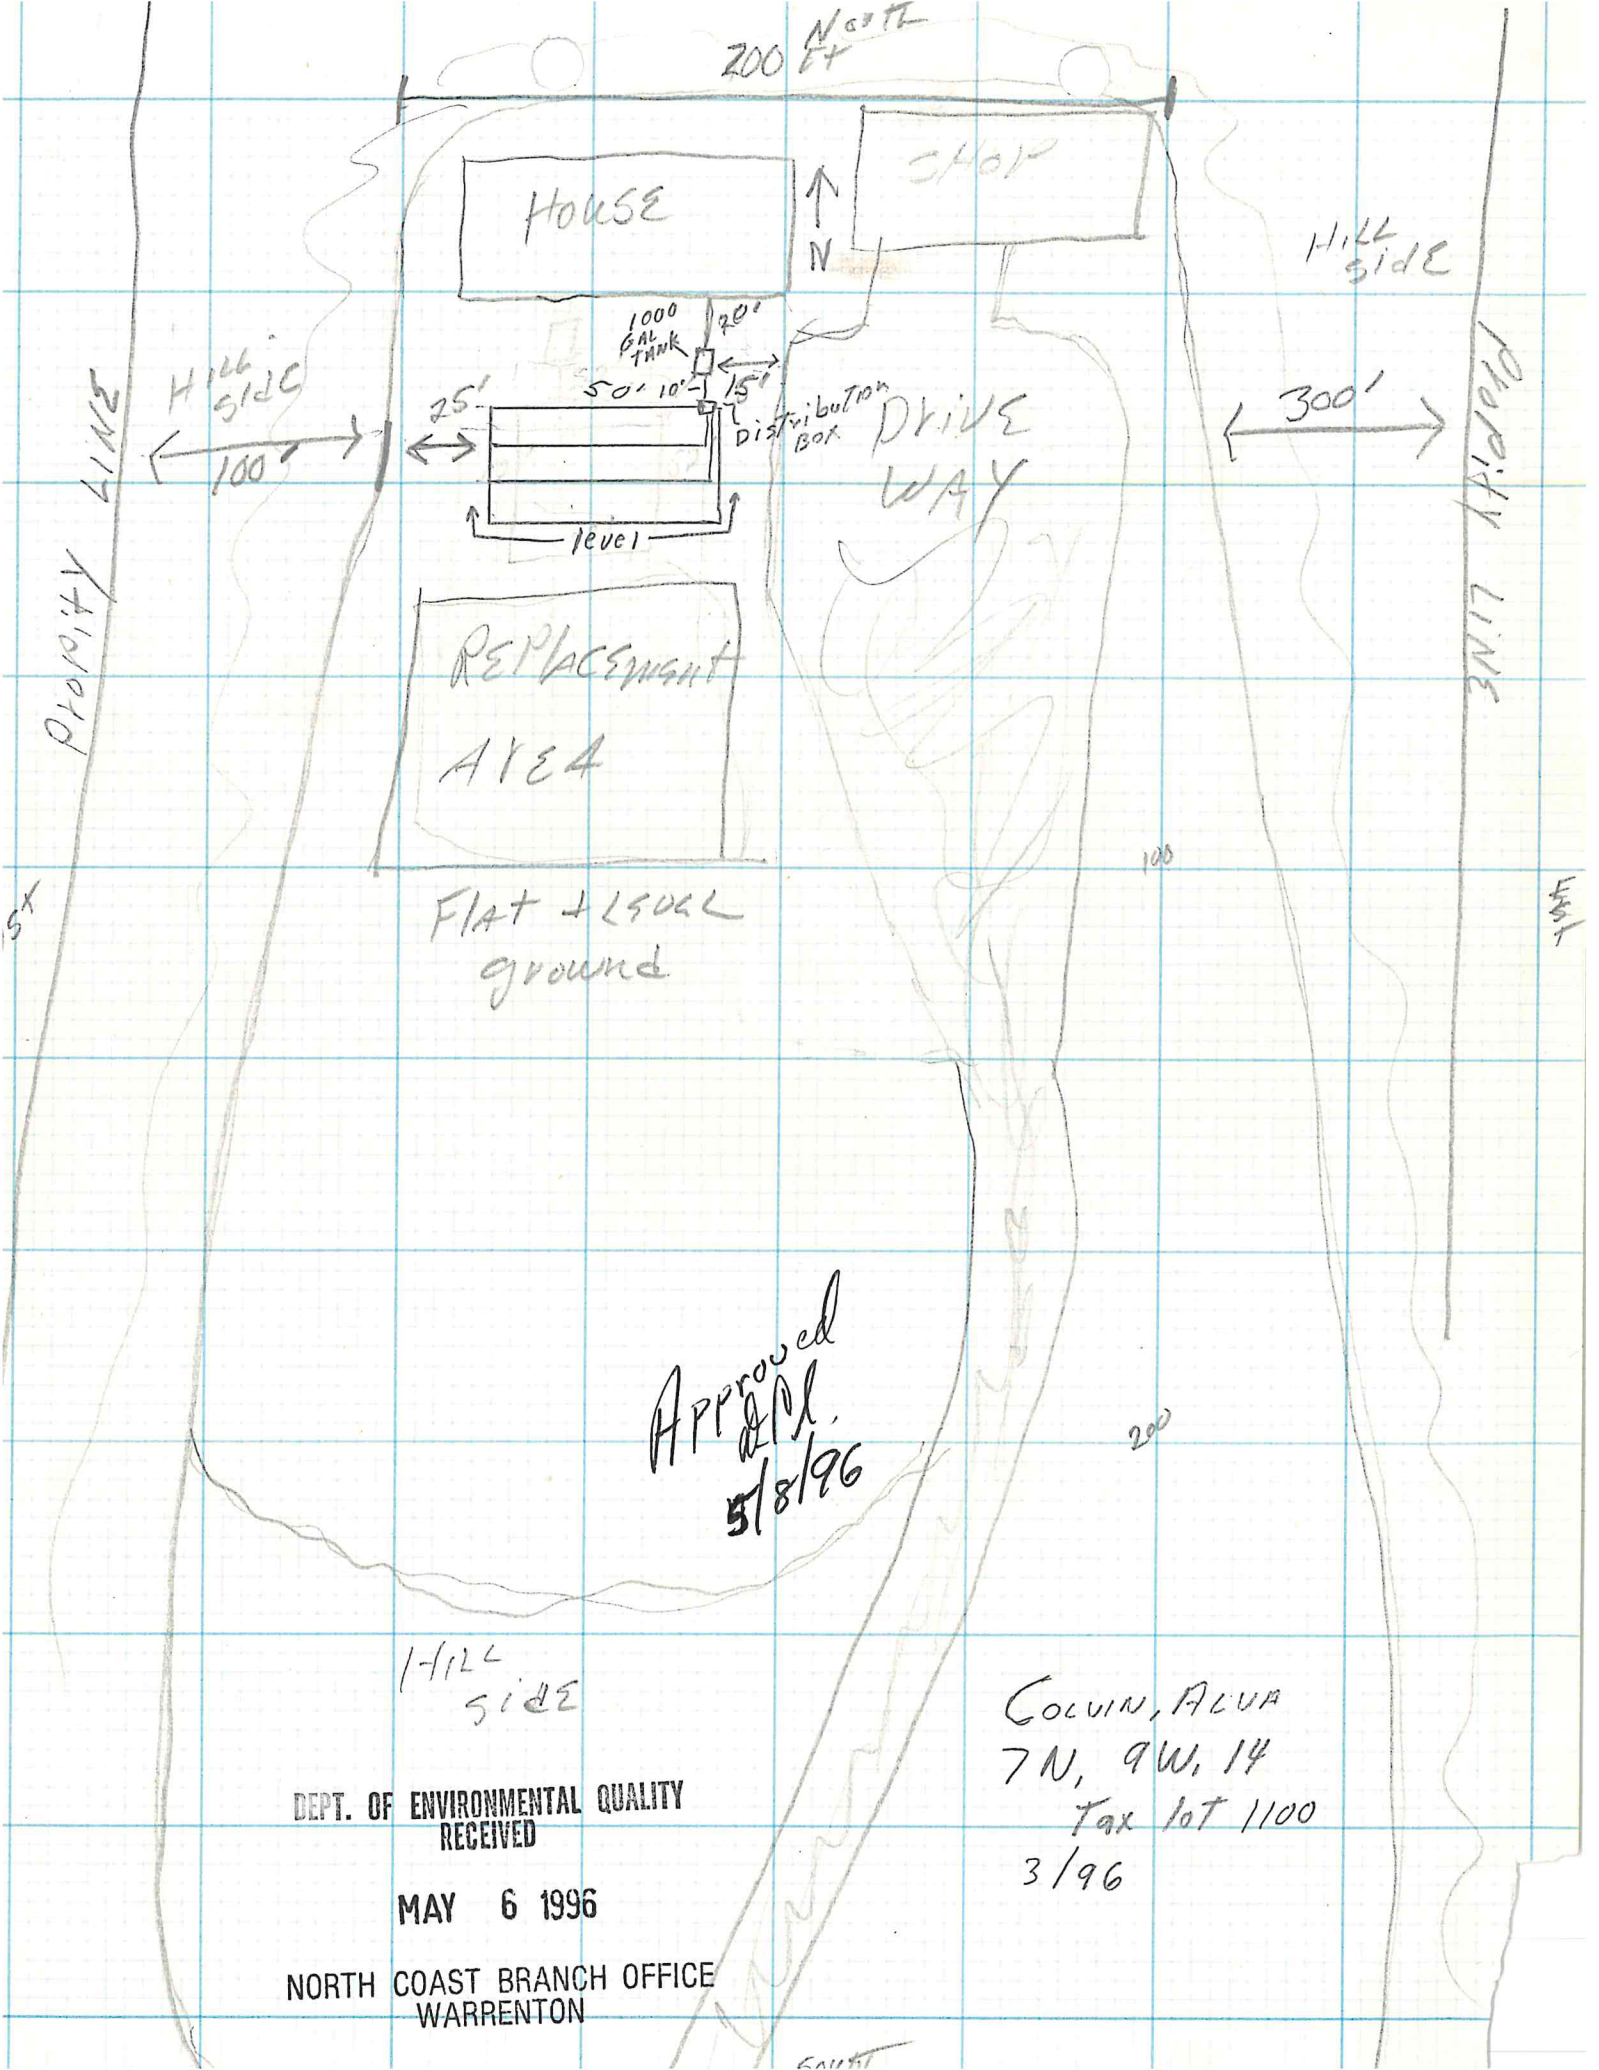 North
200 Ft
HOUSE
SHOP
N
HILL
side
HILL
side
1000
GAL
TANK
20'
50'
10'
15'
25'
DISTribuTion
BOX
DriVE
WAY
100'
300'
ProPitY LINE
ProPitY LINE
level
REPlACEmEnt
ArEA
FlAT + LEVEL
ground
100
EAST
Approved
5/8/96
200
HILL
sidE
COLVIN, ALVA
7N, 9W, 14
Tax loT 1100
3/96
DEPT. OF ENVIRONMENTAL QUALITY
RECEIVED
MAY 6 1996
NORTH COAST BRANCH OFFICE
WARRENTON
South